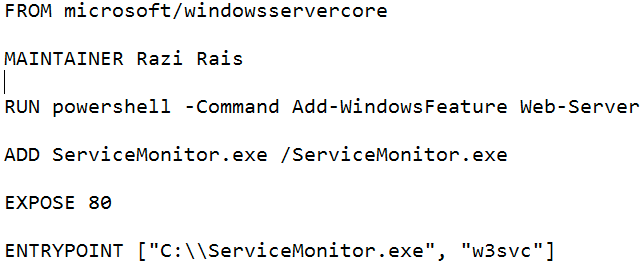 FROM microsoft/windowsservercore
MAINTAINER Razi Rais
RUN powershell -Command Add-WindowsFeature Web-Server
ADD ServiceMonitor.exe /ServiceMonitor.exe
EXPOSE 80
ENTRYPOINT ["C:\\ServiceMonitor.exe", "w3svc"]